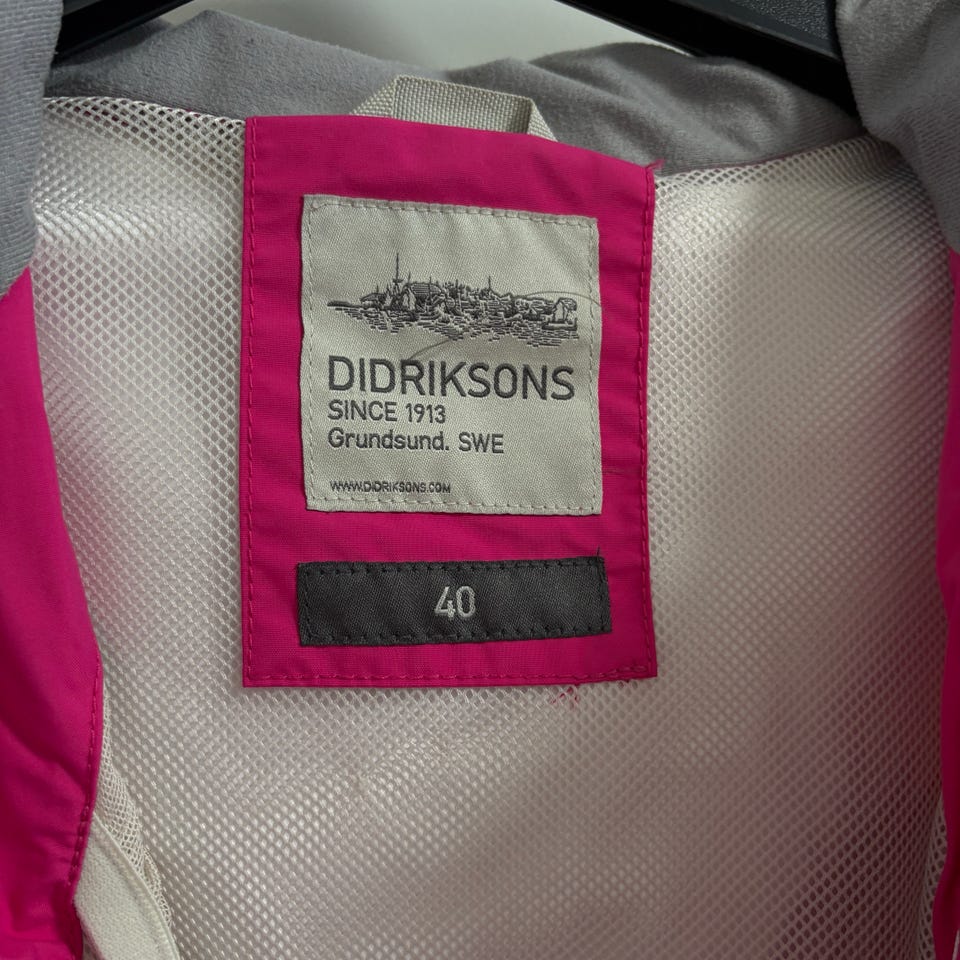 DIDRIKSONS
SINCE 1913
Grundsund. SWE
WWW.DIDRIKSONS.COM
40